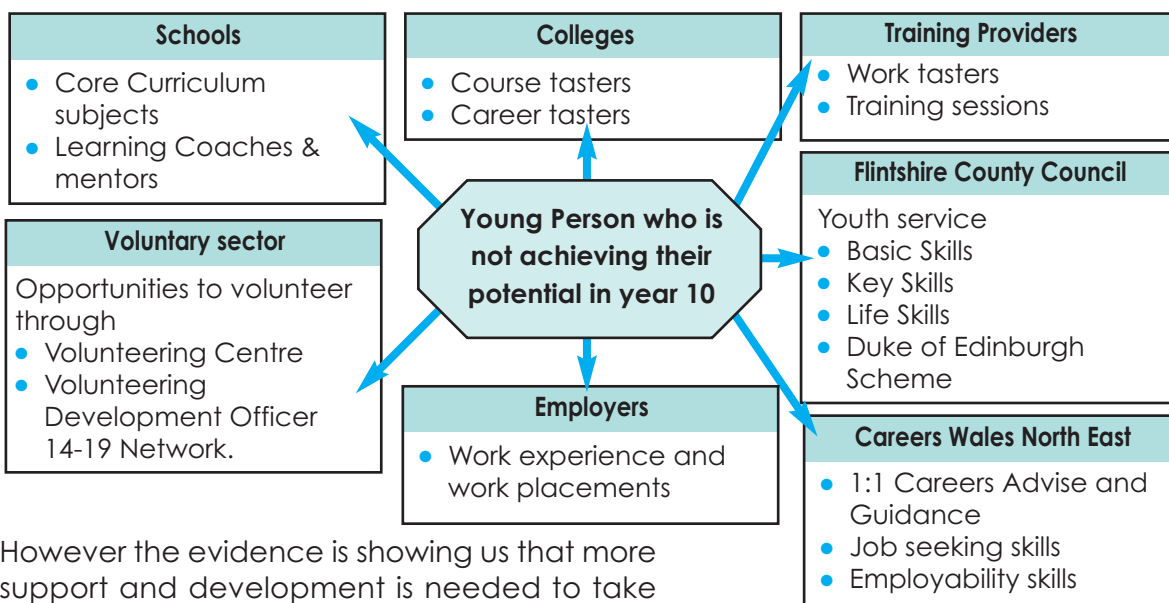 Schools
• Core Curriculum
subjects
• Learning Coaches &
mentors
Colleges
• Course tasters
• Career tasters
Training Providers
• Work tasters
• Training sessions
Young Person who is
not achieving their
potential in year 10
Flintshire County Council
Youth service
• Basic Skills
• Key Skills
• Life Skills
• Duke of Edinburgh
Scheme
Voluntary sector
Opportunities to volunteer
through
• Volunteering Centre
• Volunteering
Development Officer
14-19 Network.
Employers
• Work experience and
work placements
Careers Wales North East
• 1:1 Careers Advise and
Guidance
• Job seeking skills
• Employability skills
However the evidence is showing us that more
support and development is needed to take